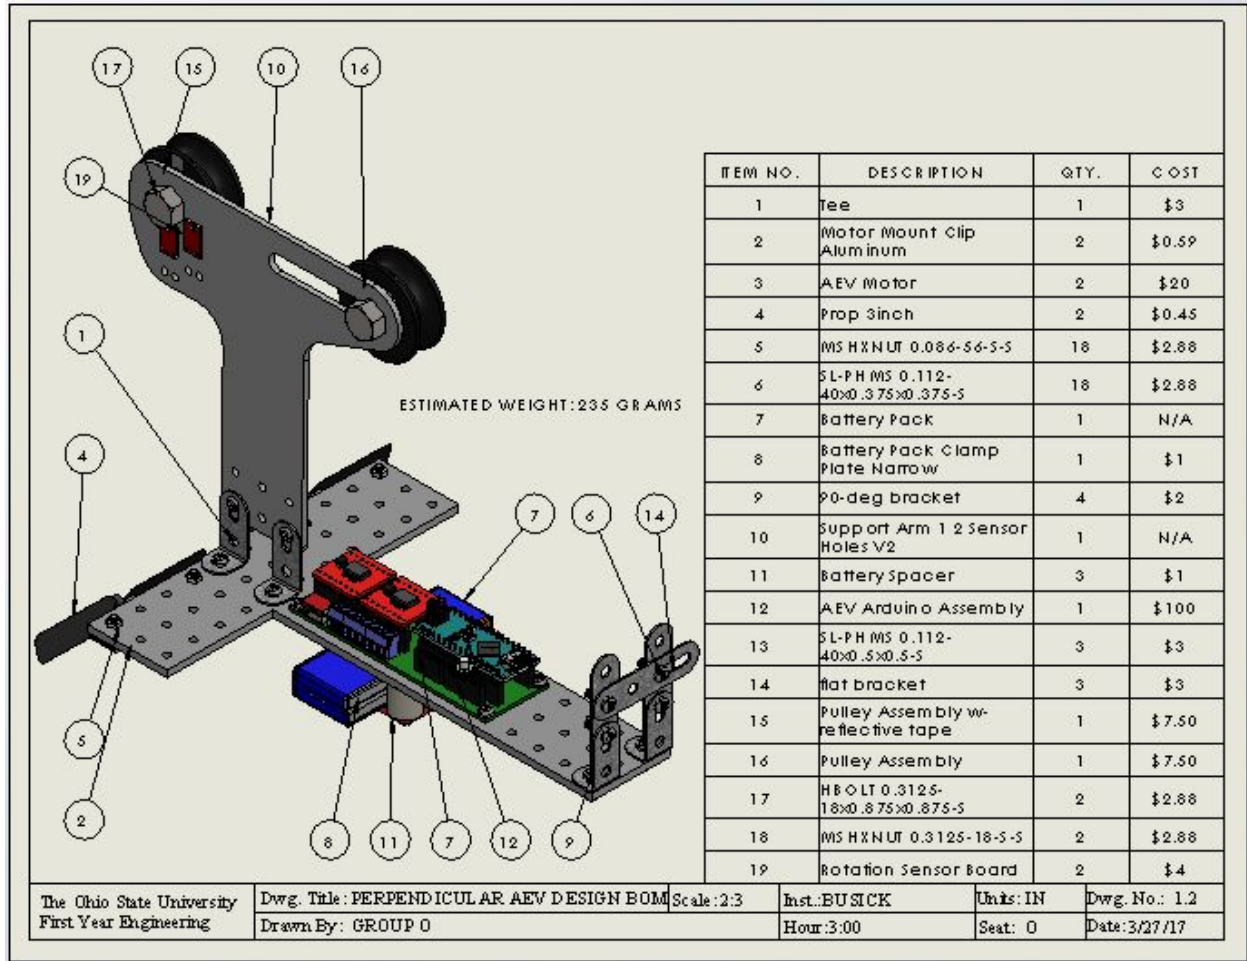 17
15
10
16
19
1
ESTIMATED WEIGHT: 235 GRAMS
4
7
6
14
5
2
8
11
7
12
9
ITEM NO. DESCRIPTION QTY. COST
1 Tee 1 $3
2 Motor Mount Clip
Aluminum 2 $0.59
3 AEV Motor 2 $20
4 Prop 3inch 2 $0.45
5 MSHXNUT 0.086-56-S-S 18 $2.88
6 SL-PHMS 0.112-
40x0.375x0.375-S 18 $2.88
7 Battery Pack 1 N/A
8 Battery Pack Clamp
Plate Narrow 1 $1
9 90-deg bracket 4 $2
10 Support Arm 1 2 Sensor
Holes V2 1 N/A
11 Battery Spacer 3 $1
12 AEV Arduino Assembly 1 $100
13 SL-PHMS 0.112-
40x0.5x0.5-S 3 $3
14 flat bracket 3 $3
15 Pulley Assembly w-
reflective tape 1 $7.50
16 Pulley Assembly 1 $7.50
17 HBOLT 0.3125-
18x0.875x0.875-S 2 $2.88
18 MSHXNUT 0.3125-18-S-S 2 $2.88
19 Rotation Sensor Board 2 $4
The Ohio State University
First Year Engineering
Dwg. Title: PERPENDICULAR AEV DESIGN BOM Scale: 2:3 Inst.: BUSICK Units: IN Dwg. No.: 1.2
Drawn By: GROUP O Hour: 3:00 Seat: O Date: 3/27/17